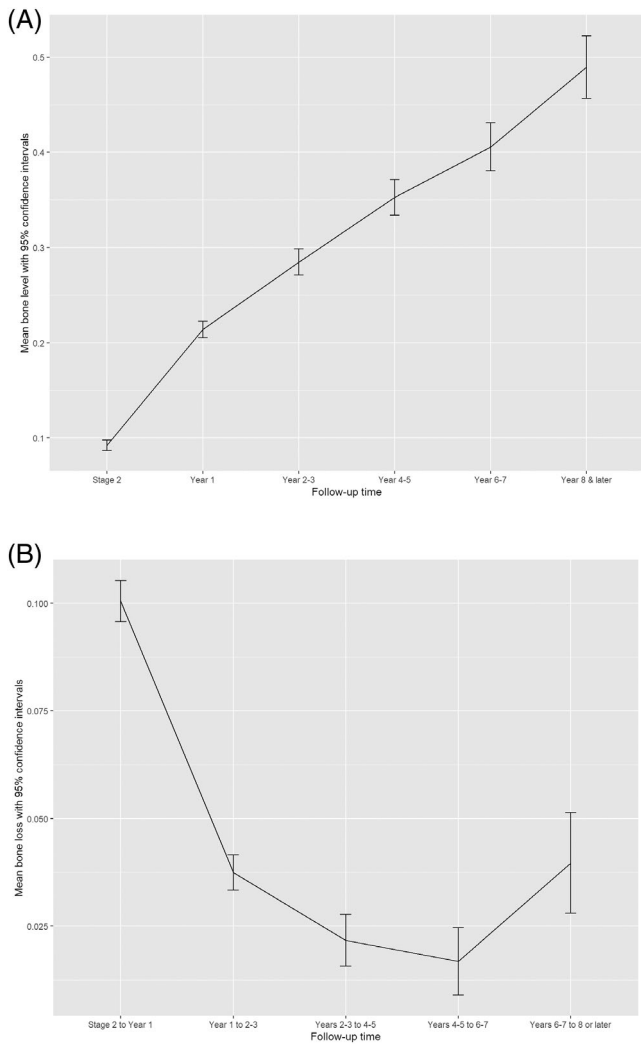 (A)
Mean bone level with 95% confidence intervals
0.5
0.4
0.3
0.2
0.1
Stage 2 Year 1 Year 2-3 Year 4-5 Year 6-7 Year 8 & later
Follow-up time
(B)
Mean bone loss with 95% confidence intervals
0.100
0.075
0.050
0.025
Stage 2 to Year 1 Year 1 to 2-3 Years 2-3 to 4-5 Years 4-5 to 6-7 Years 6-7 to 8 or later
Follow-up time